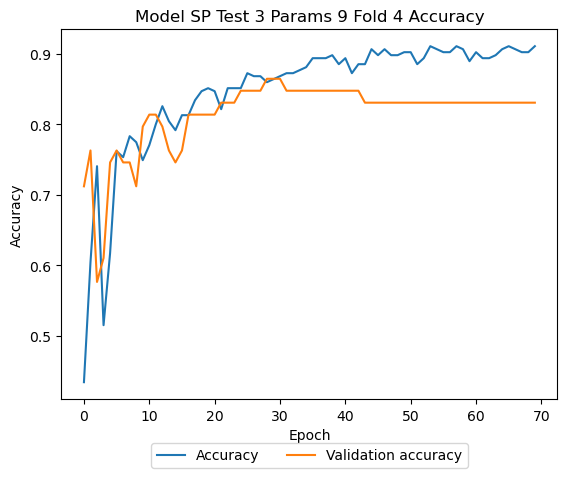 Model SP Test 3 Params 9 Fold 4 Accuracy
0.9
0.8
0.7
0.6
0.5
Accuracy
0 10 20 30 40 50 60 70
Epoch
Accuracy Validation accuracy